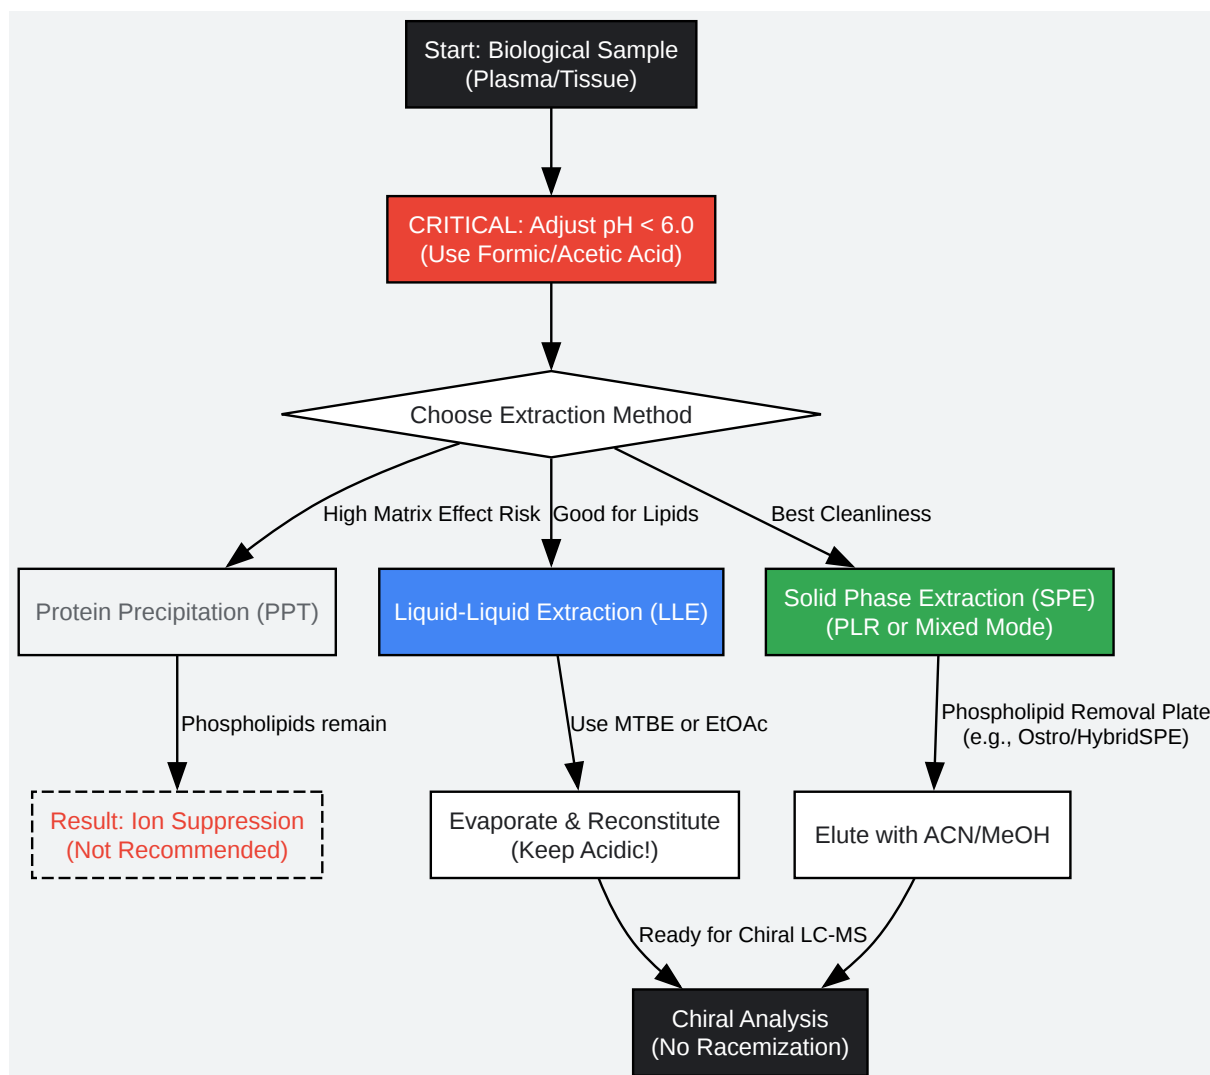 Start: Biological Sample
(Plasma/Tissue)
CRITICAL: Adjust pH < 6.0
(Use Formic/Acetic Acid)
Choose Extraction Method
High Matrix Effect Risk
Good for Lipids
Best Cleanliness
Protein Precipitation (PPT)
Liquid-Liquid Extraction (LLE)
Solid Phase Extraction (SPE)
(PLR or Mixed Mode)
Phospholipids remain
Use MTBE or EtOAc
Phospholipid Removal Plate
(e.g., Ostro/HybridSPE)
Result: Ion Suppression
(Not Recommended)
Evaporate & Reconstitute
(Keep Acidic!)
Elute with ACN/MeOH
Ready for Chiral LC-MS
Chiral Analysis
(No Racemization)